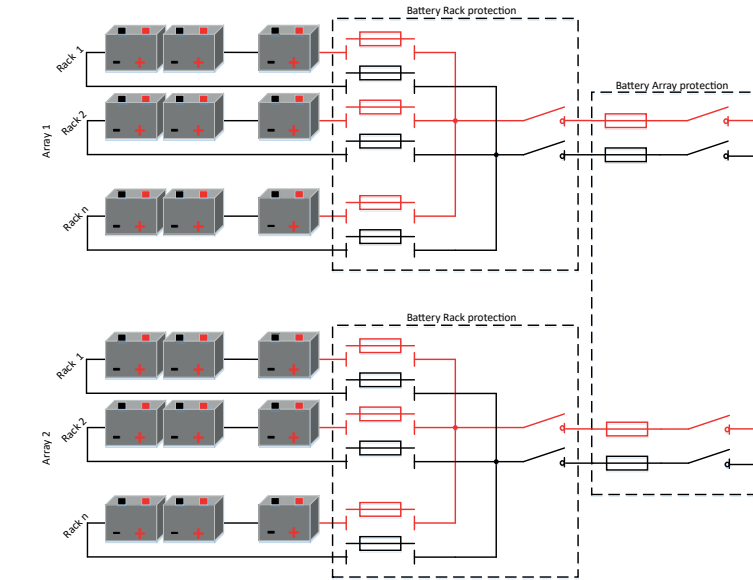 Battery Rack protection
Rack 1
Battery Array protection
Rack 2
Array 1
Rack n
Battery Rack protection
Rack 1
Rack 2
Array 2
Rack n